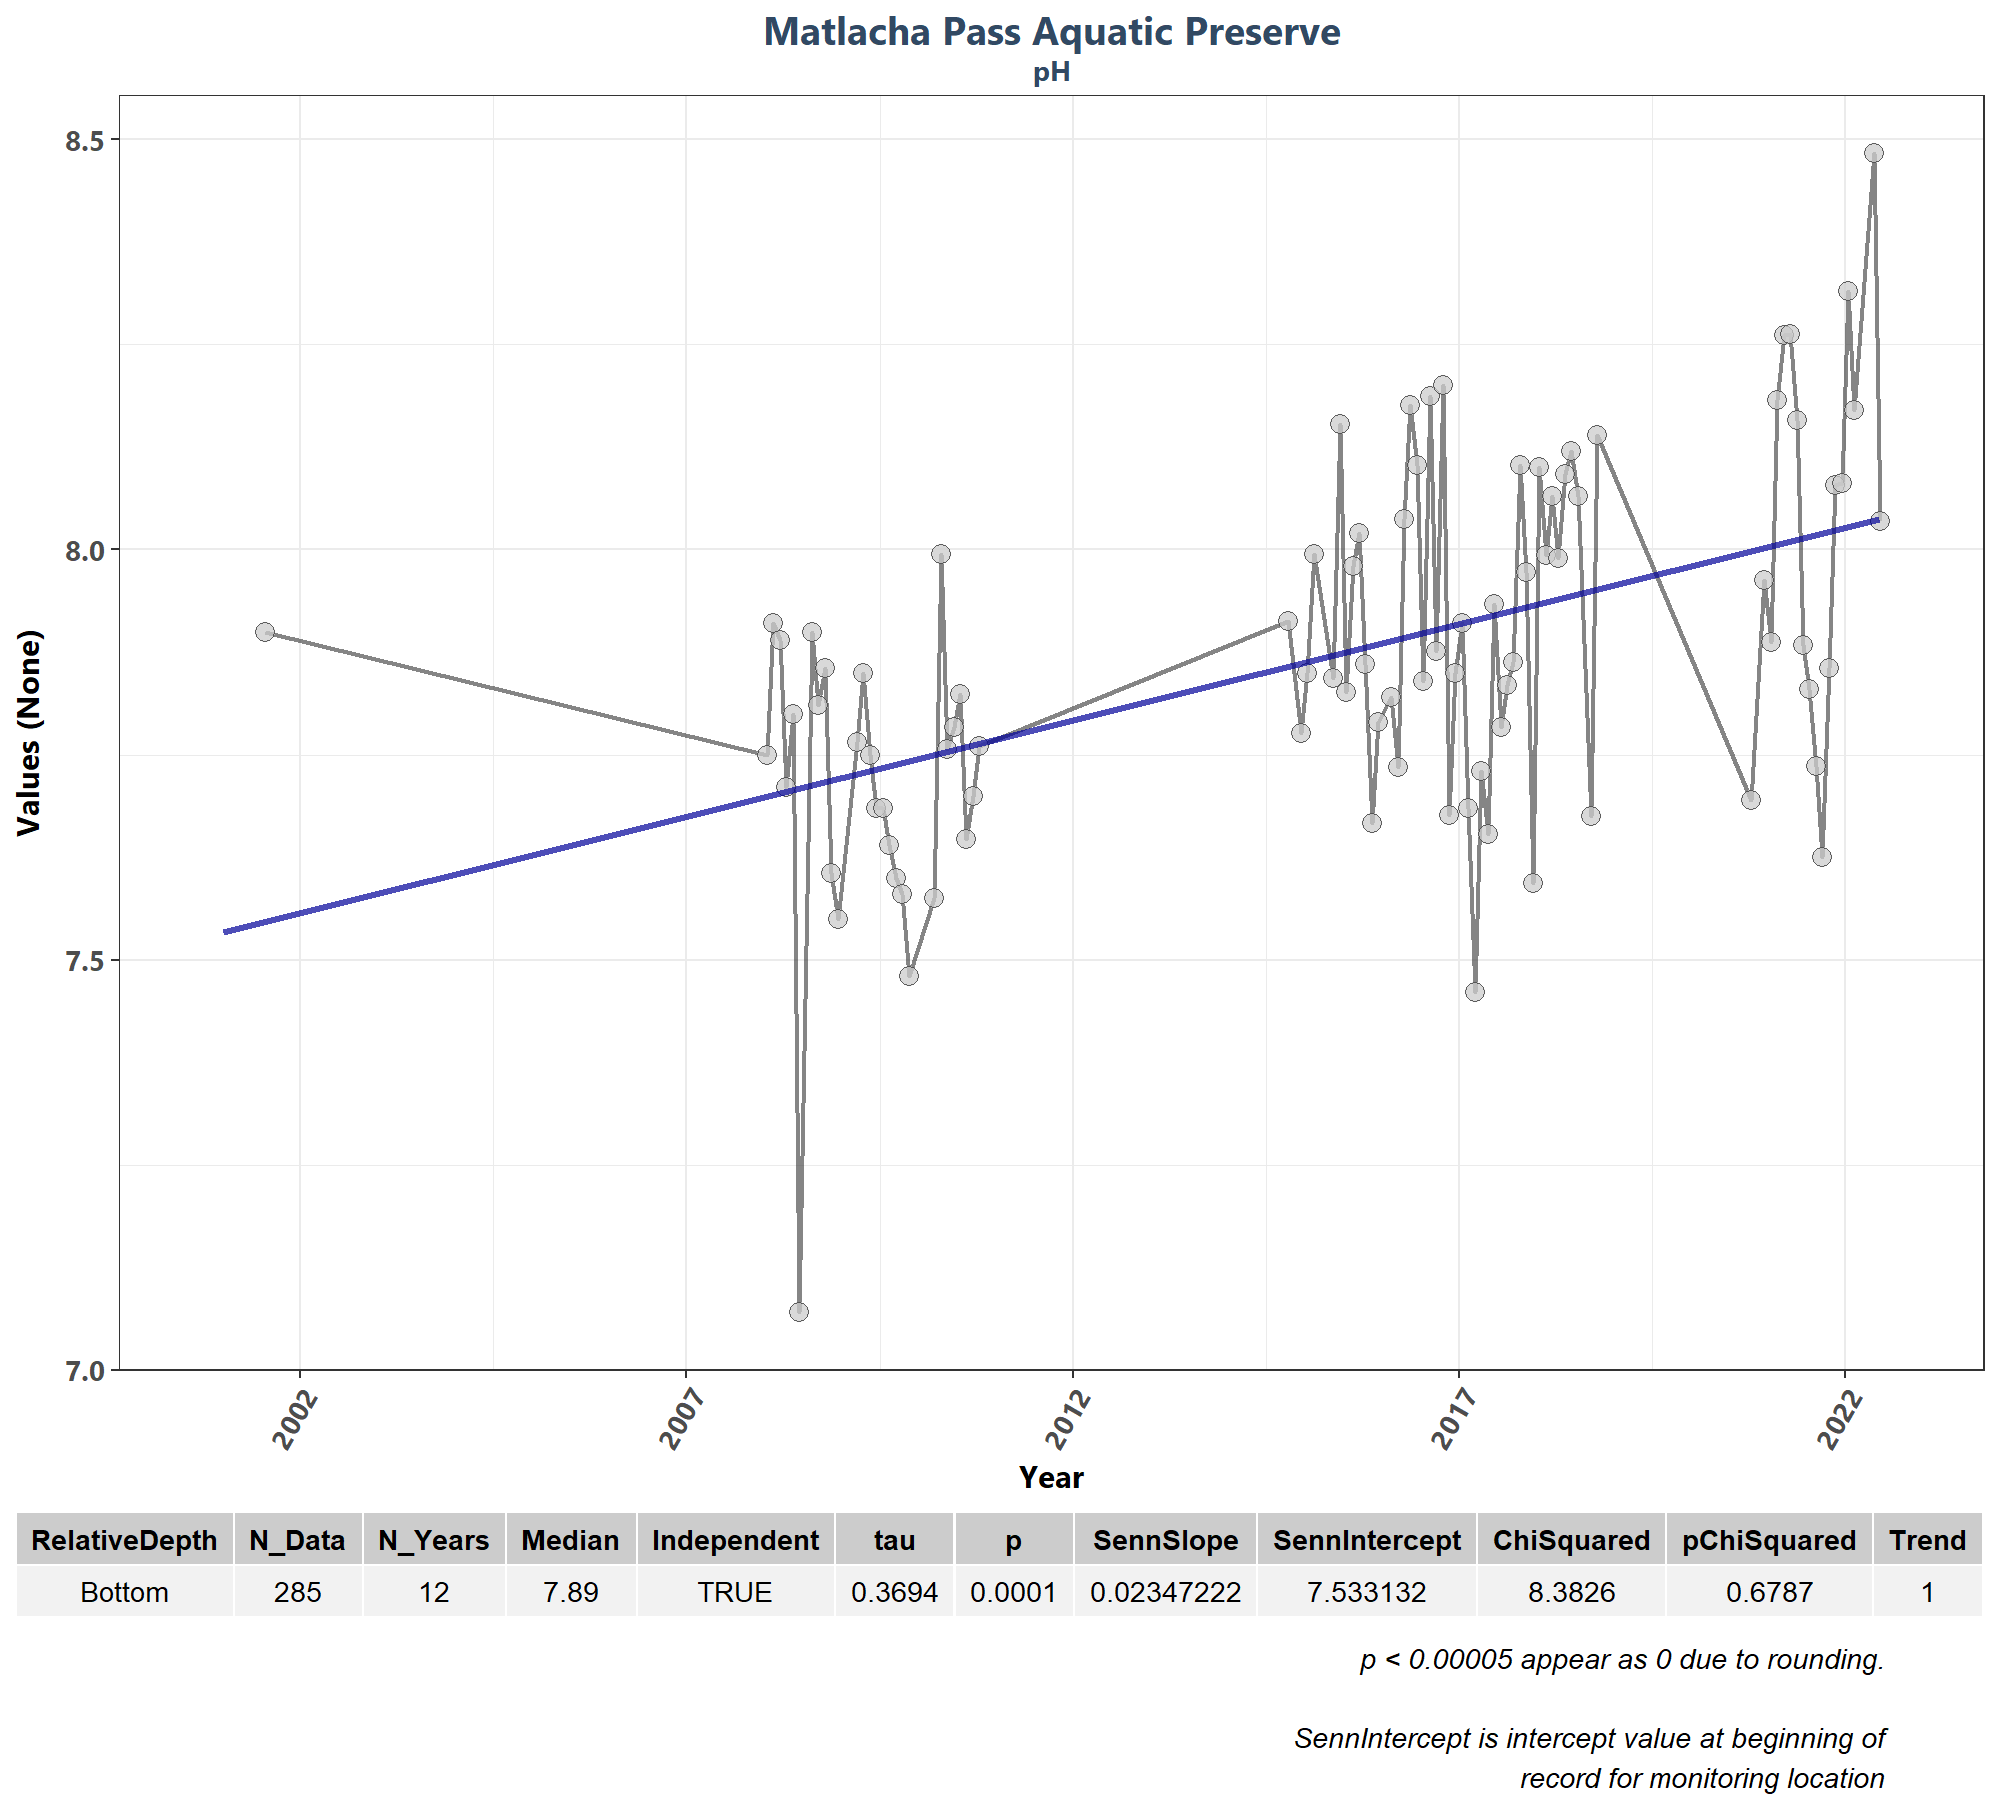 Matlacha Pass Aquatic Preserve
pH
8.5
8.0
7.5
7.0
Values (None)
2002
2007
2012
2017
2022
Year
RelativeDepth N_Data N_Years Median Independent tau p SennSlope SennIntercept ChiSquared pChiSquared Trend
Bottom 285 12 7.89 TRUE 0.3694 0.0001 0.02347222 7.533132 8.3826 0.6787 1
p < 0.00005 appear as 0 due to rounding.
SennIntercept is intercept value at beginning of
record for monitoring location